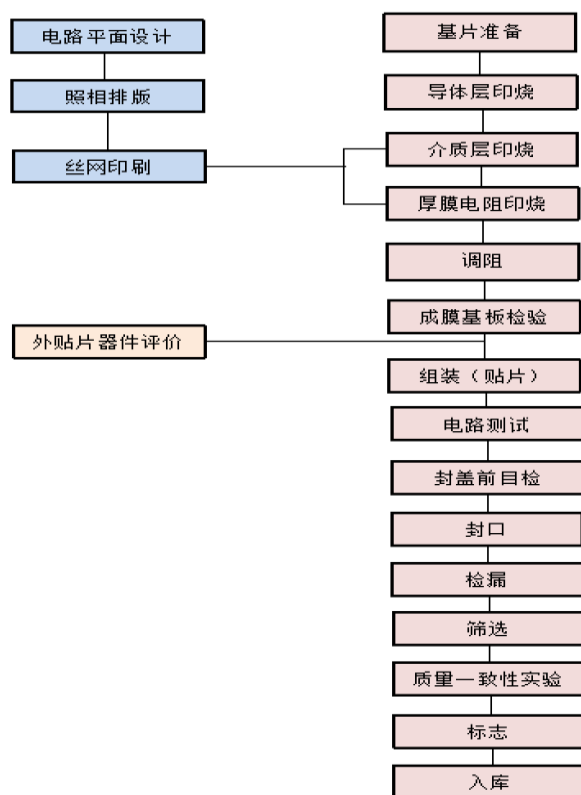 电路平面设计
基片准备
照相排版
导体层印烧
丝网印刷
介质层印烧
厚膜电阻印烧
调阻
成膜基板检验
外贴片器件评价
组装（贴片）
电路测试
封盖前目检
封口
检漏
筛选
质量一致性实验
标志
入库